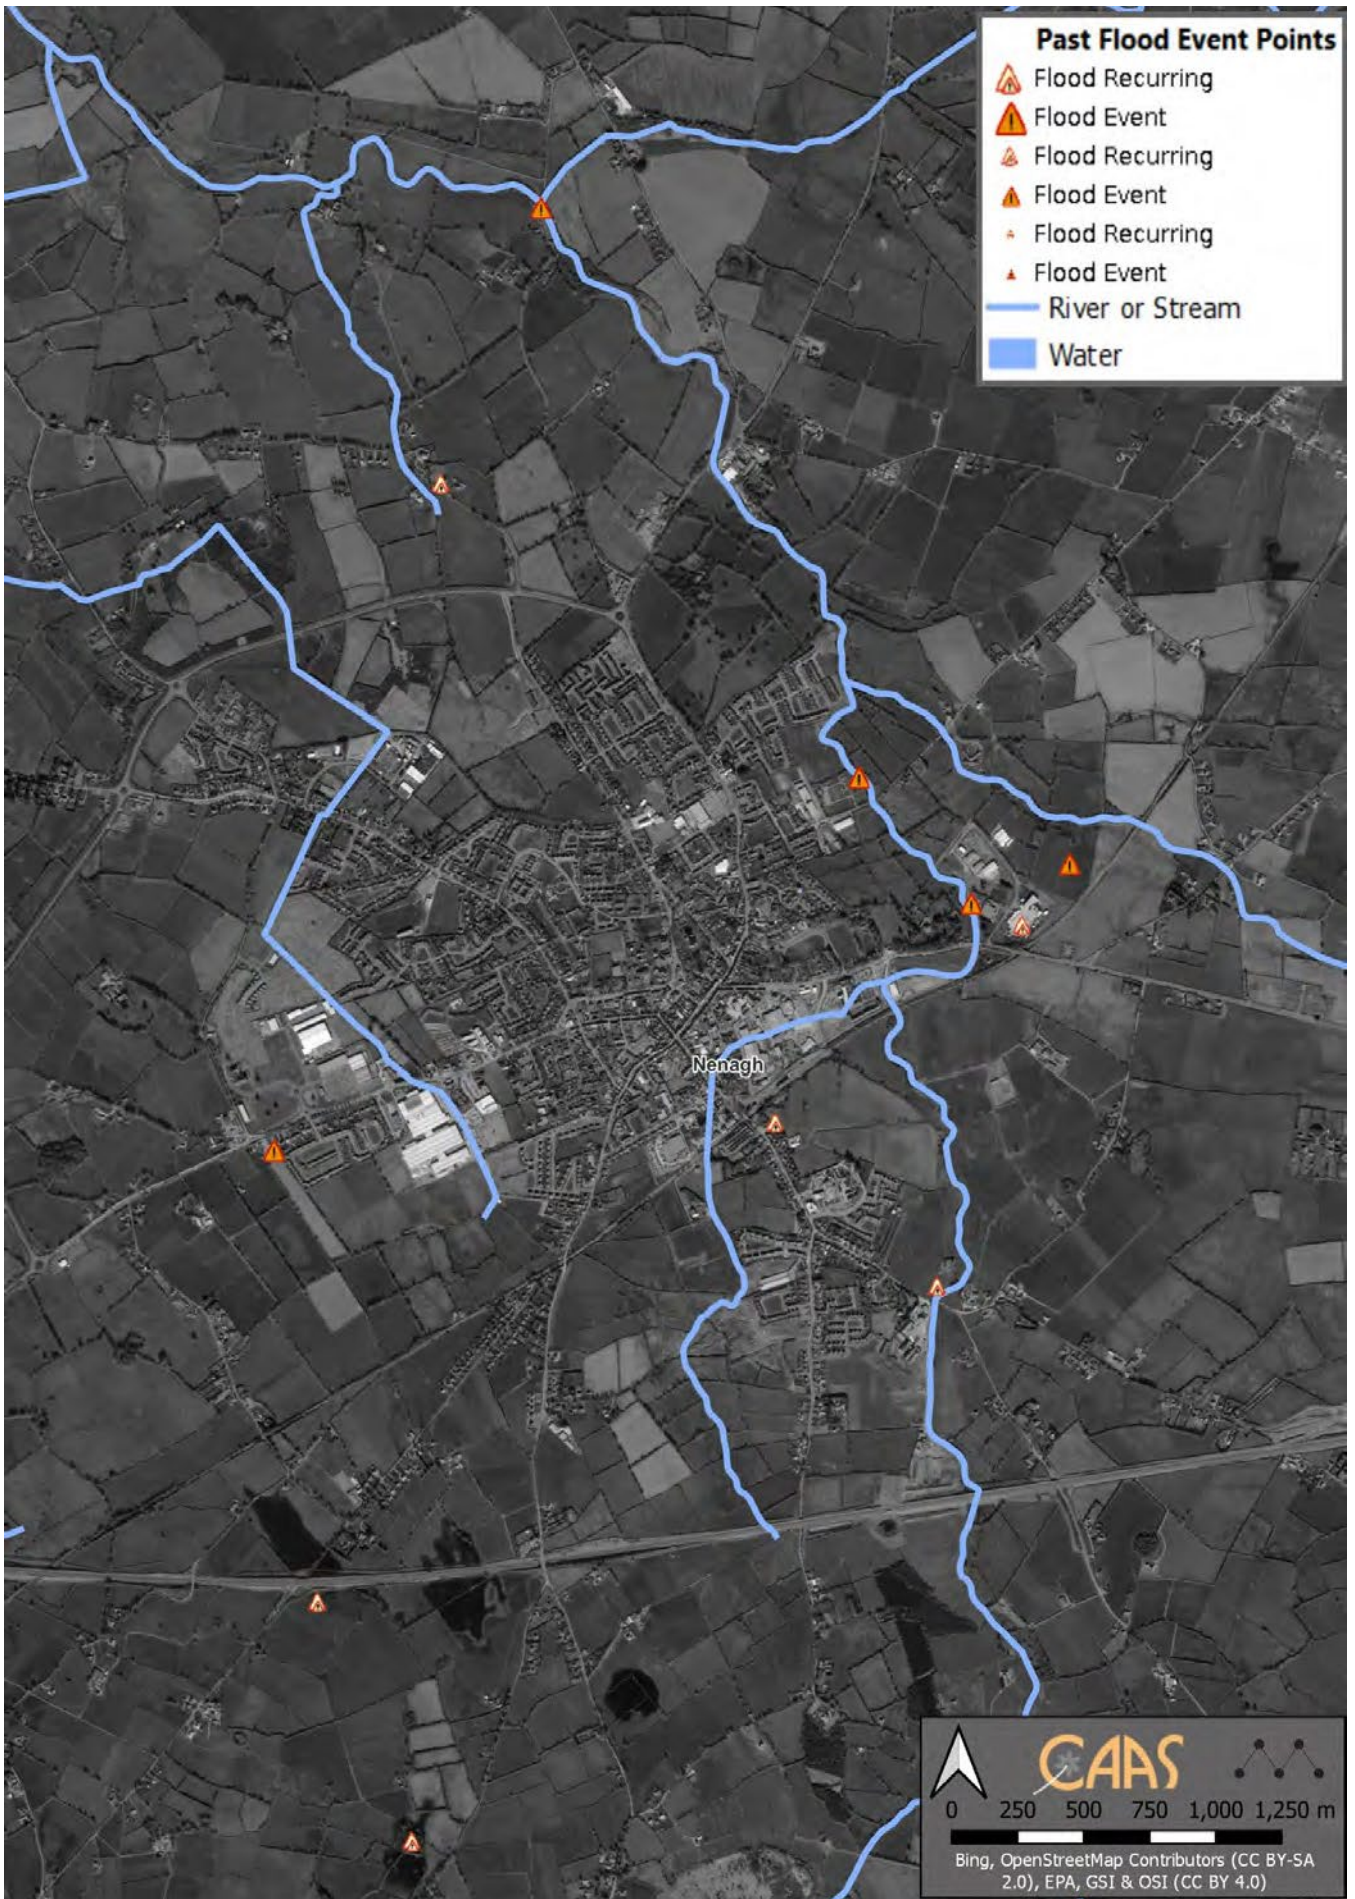 Past Flood Event Points
Flood Recurring
Flood Event
Flood Recurring
Flood Event
Flood Recurring
Flood Event
River or Stream
Water
Nenagh
CAAS
0 250 500 750 1,000 1,250 m
Bing, OpenStreetMap Contributors (CC BY-SA
2.0), EPA, GSI & OSI (CC BY 4.0)